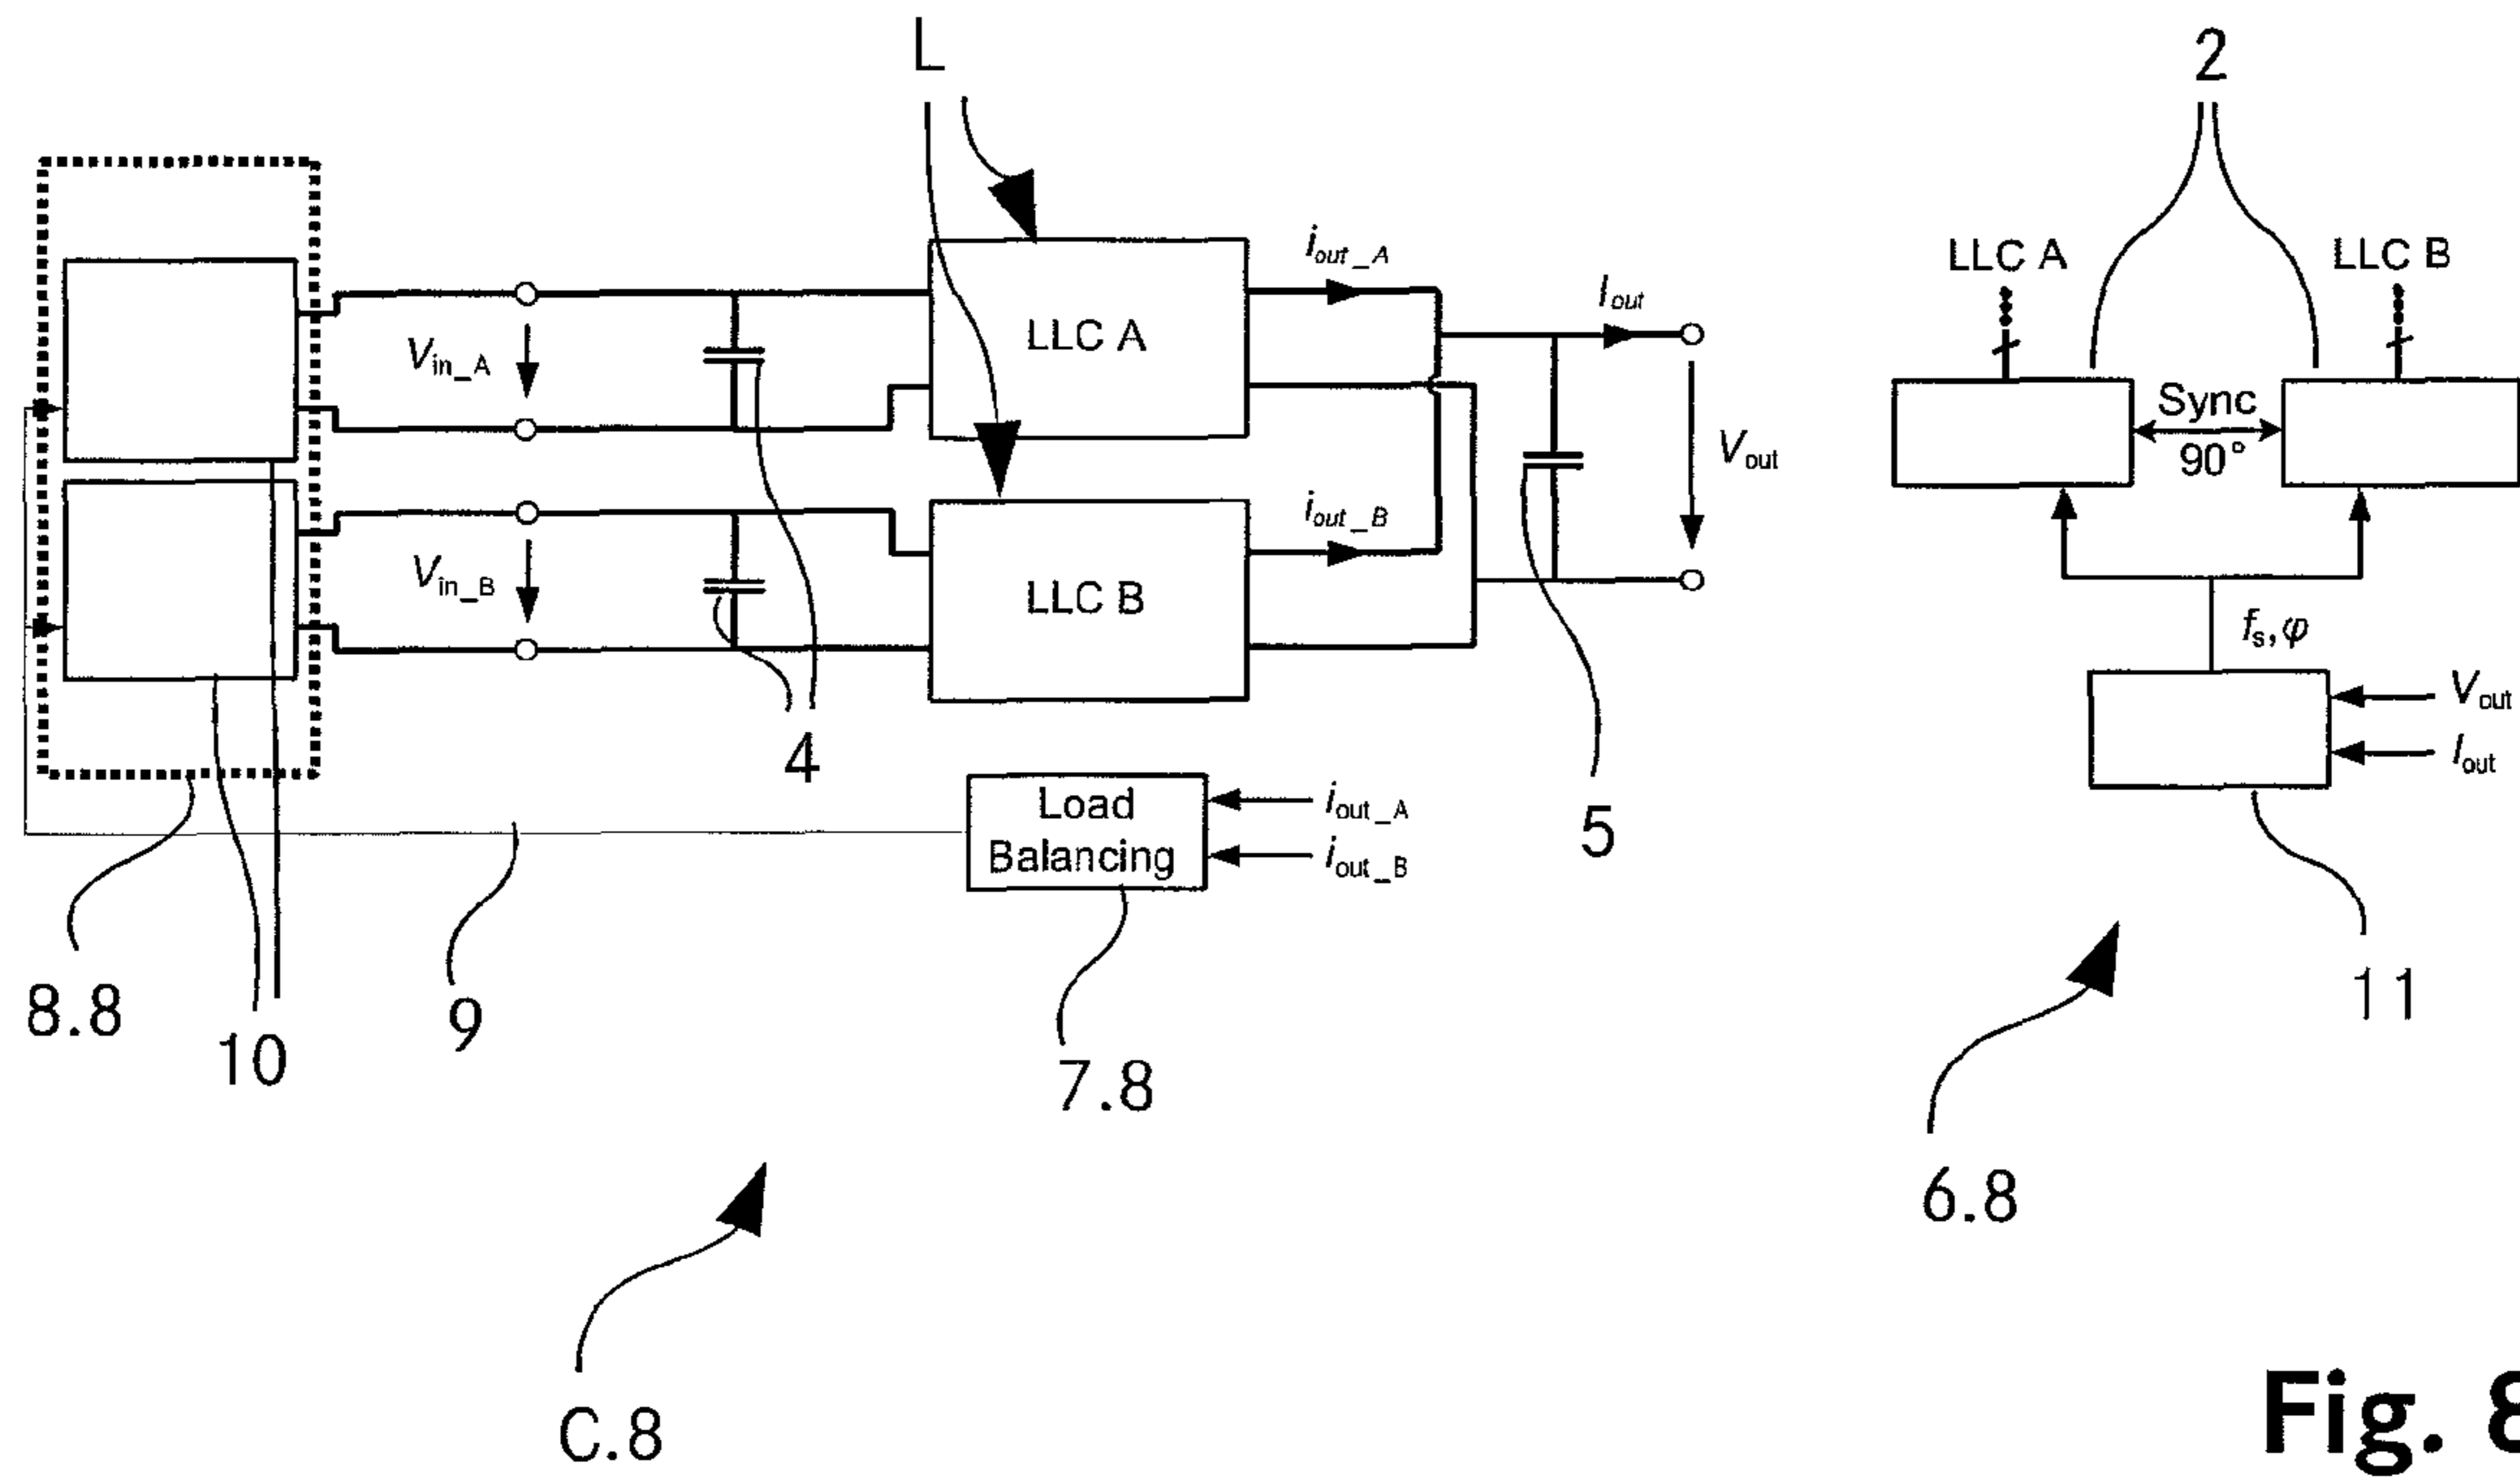 L
2
LLC A
LLC B
Sync
90°
f_s, φ
V_out
I_out
11
6.8
V_in_A
V_in_B
LLC A
LLC B
i_out_A
i_out_B
I_out
V_out
4
5
Load
Balancing
i_out_A
i_out_B
8.8
10
9
7.8
C.8
Fig. 8